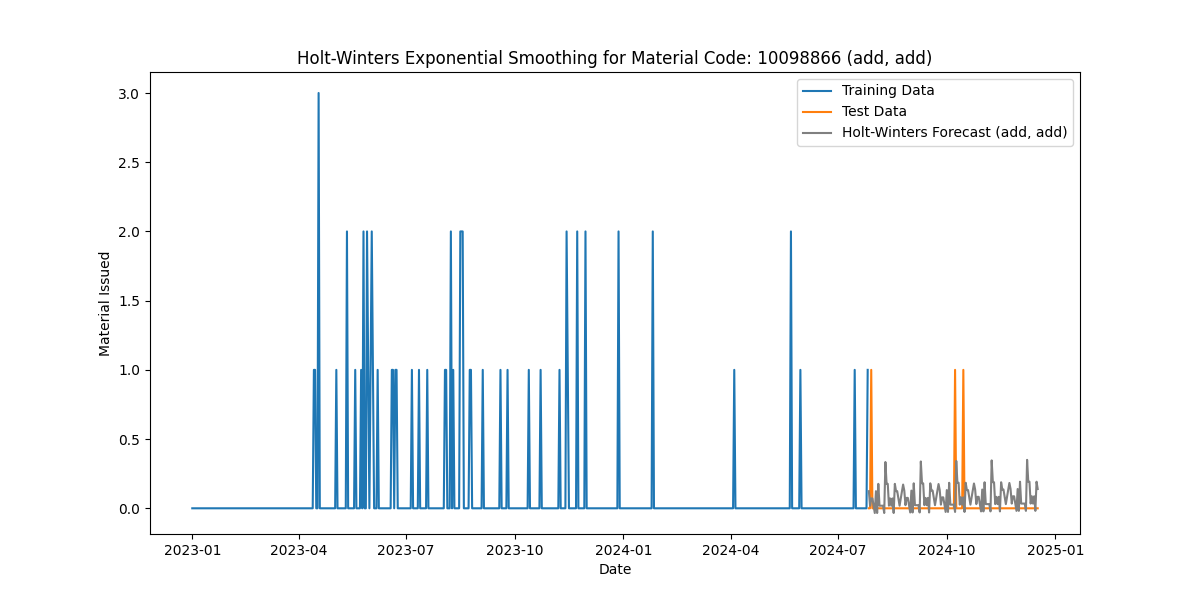 Holt-Winters Exponential Smoothing for Material Code: 10098866 (add, add)
Training Data
Test Data
Holt-Winters Forecast (add, add)
Material Issued
3.0
2.5
2.0
1.5
1.0
0.5
0.0
2023-01 2023-04 2023-07 2023-10 2024-01 2024-04 2024-07 2024-10 2025-01
Date